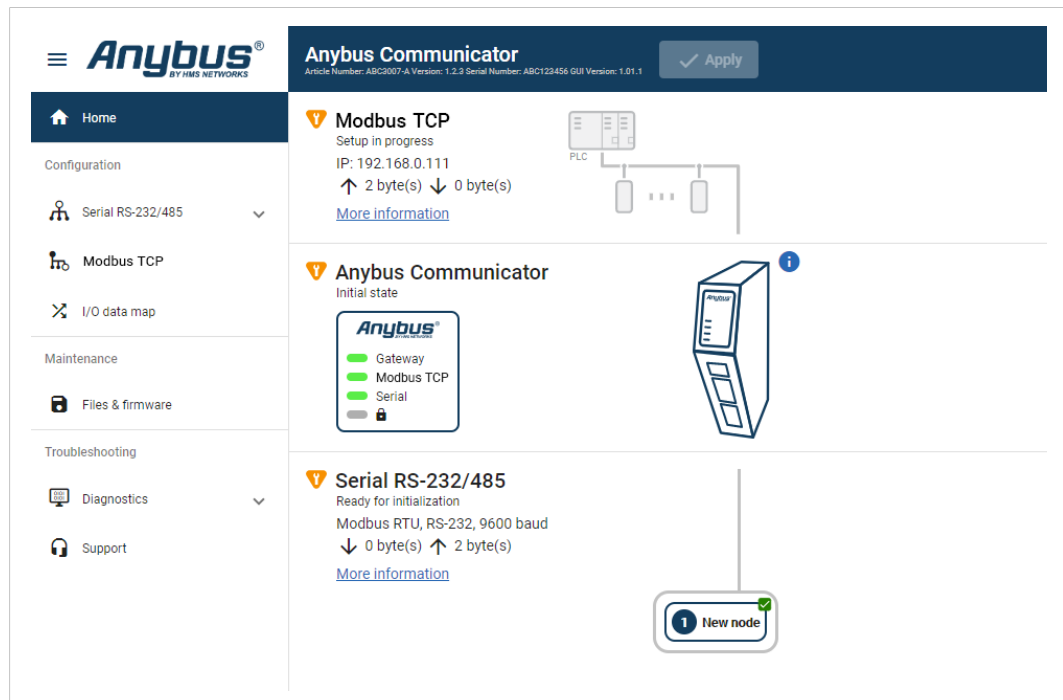 Anybus®
BY HMS NETWORKS
Anybus Communicator
Article Number: ABC3007-A Version: 1.2.3 Serial Number: ABC123456 GUI Version: 1.01.1
Apply
Home
Configuration
Serial RS-232/485
Modbus TCP
I/O data map
Maintenance
Files & firmware
Troubleshooting
Diagnostics
Support
Modbus TCP
Setup in progress
IP: 192.168.0.111
2 byte(s) 0 byte(s)
More information
PLC
Anybus Communicator
Initial state
Anybus®
BY HMS NETWORKS
Gateway
Modbus TCP
Serial
Anybus
i
Serial RS-232/485
Ready for initialization
Modbus RTU, RS-232, 9600 baud
0 byte(s) 2 byte(s)
More information
1 New node